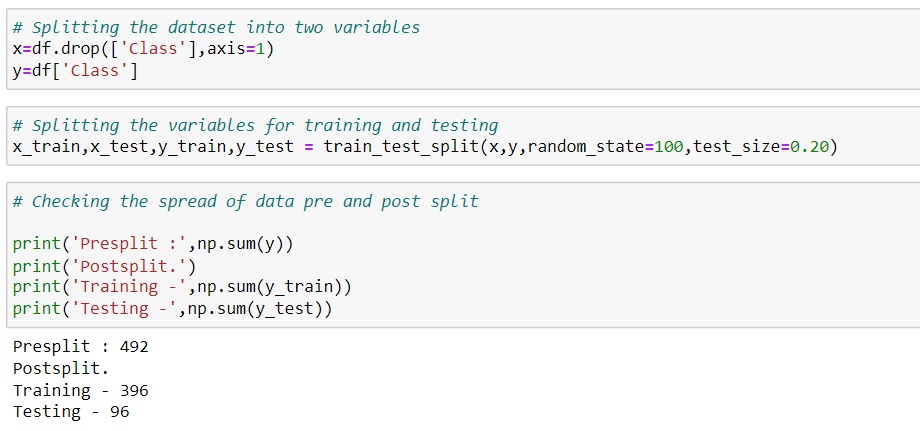 # Splitting the dataset into two variables
x=df.drop(['Class'],axis=1)
y=df['Class']
# Splitting the variables for training and testing
x_train,x_test,y_train,y_test = train_test_split(x,y,random_state=100,test_size=0.20)
# Checking the spread of data pre and post split
print('Presplit :',np.sum(y))
print('Postsplit.')
print('Training -',np.sum(y_train))
print('Testing -',np.sum(y_test))
Presplit : 492
Postsplit.
Training - 396
Testing - 96